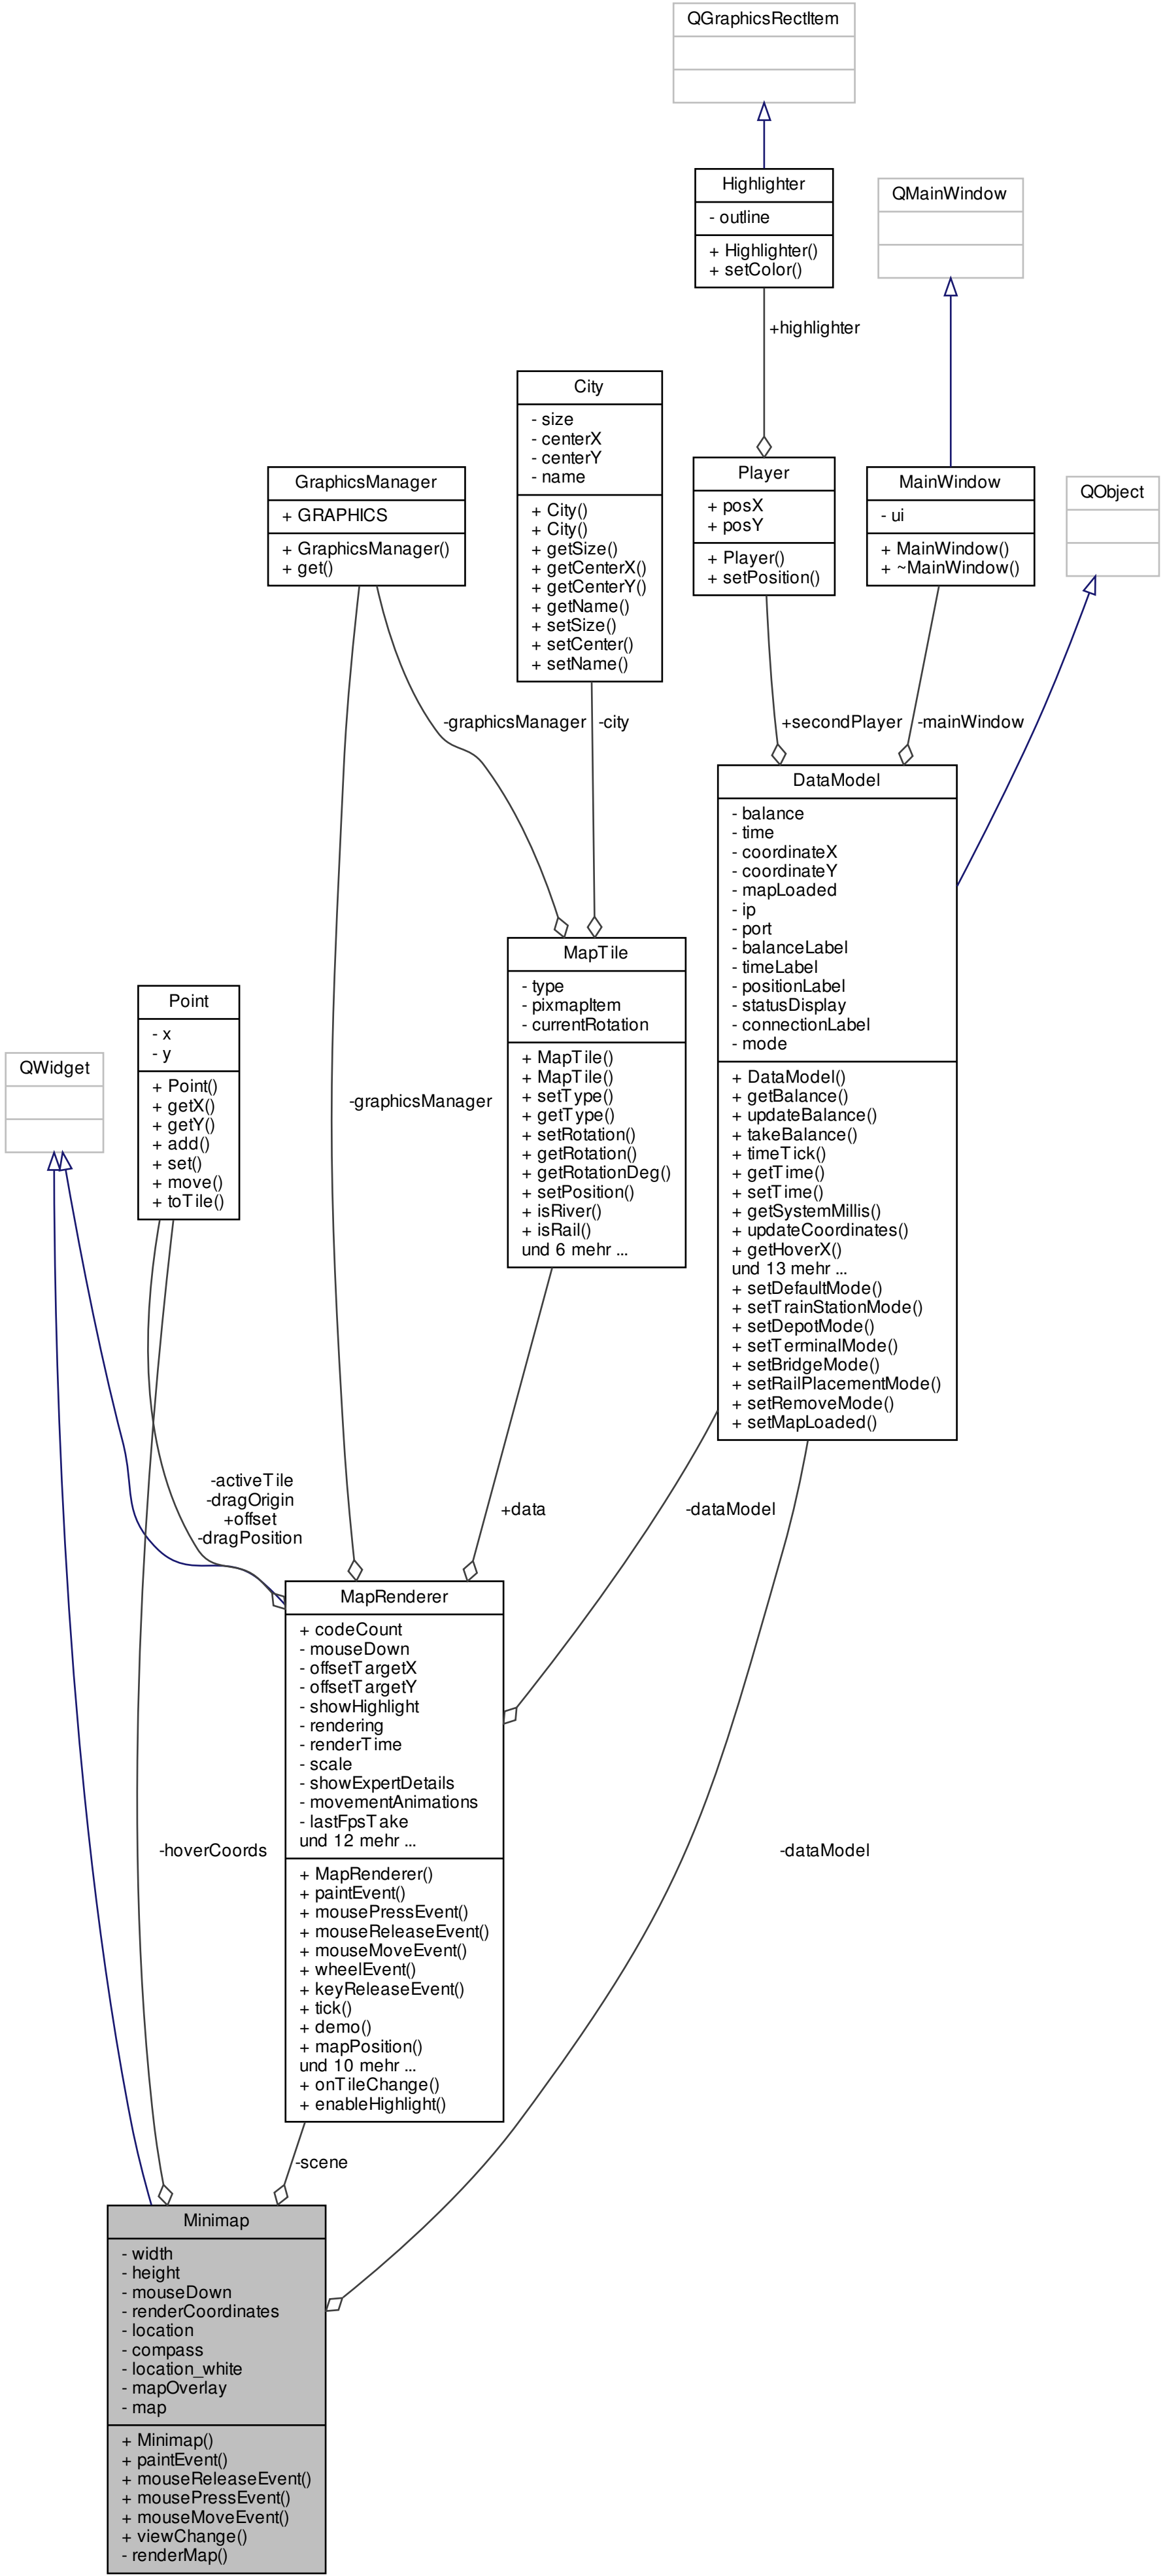 QGraphicsRectItem
Highlighter
- outline
+ Highlighter()
+ setColor()
QMainWindow
+highlighter
City
- size
- centerX
- centerY
- name
+ City()
+ City()
+ getSize()
+ getCenterX()
+ getCenterY()
+ getName()
+ setSize()
+ setCenter()
+ setName()
GraphicsManager
+ GRAPHICS
+ GraphicsManager()
+ get()
Player
+ posX
+ posY
+ Player()
+ setPosition()
MainWindow
- ui
+ MainWindow()
+ ~MainWindow()
QObject
-graphicsManager
-city
+secondPlayer
-mainWindow
DataModel
- balance
- time
- coordinateX
- coordinateY
- mapLoaded
- ip
- port
- balanceLabel
- timeLabel
- positionLabel
- statusDisplay
- connectionLabel
- mode
+ DataModel()
+ getBalance()
+ updateBalance()
+ takeBalance()
+ timeTick()
+ getTime()
+ setTime()
+ getSystemMillis()
+ updateCoordinates()
+ getHoverX()
und 13 mehr ...
+ setDefaultMode()
+ setTrainStationMode()
+ setDepotMode()
+ setTerminalMode()
+ setBridgeMode()
+ setRailPlacementMode()
+ setRemoveMode()
+ setMapLoaded()
MapTile
- type
- pixmapItem
- currentRotation
+ MapTile()
+ MapTile()
+ setType()
+ getType()
+ setRotation()
+ getRotation()
+ getRotationDeg()
+ setPosition()
+ isRiver()
+ isRail()
und 6 mehr ...
Point
- x
- y
+ Point()
+ getX()
+ getY()
+ add()
+ set()
+ move()
+ toTile()
QWidget
-graphicsManager
-activeTile
-dragOrigin
+offset
-dragPosition
+data
-dataModel
MapRenderer
+ codeCount
- mouseDown
- offsetTargetX
- offsetTargetY
- showHighlight
- rendering
- renderTime
- scale
- showExpertDetails
- movementAnimations
- lastFpsTake
und 12 mehr ...
+ MapRenderer()
+ paintEvent()
+ mousePressEvent()
+ mouseReleaseEvent()
+ mouseMoveEvent()
+ wheelEvent()
+ keyReleaseEvent()
+ tick()
+ demo()
+ mapPosition()
und 10 mehr ...
+ onTileChange()
+ enableHighlight()
-hoverCoords
-dataModel
-scene
Minimap
- width
- height
- mouseDown
- renderCoordinates
- location
- compass
- location_white
- mapOverlay
- map
+ Minimap()
+ paintEvent()
+ mouseReleaseEvent()
+ mousePressEvent()
+ mouseMoveEvent()
+ viewChange()
- renderMap()